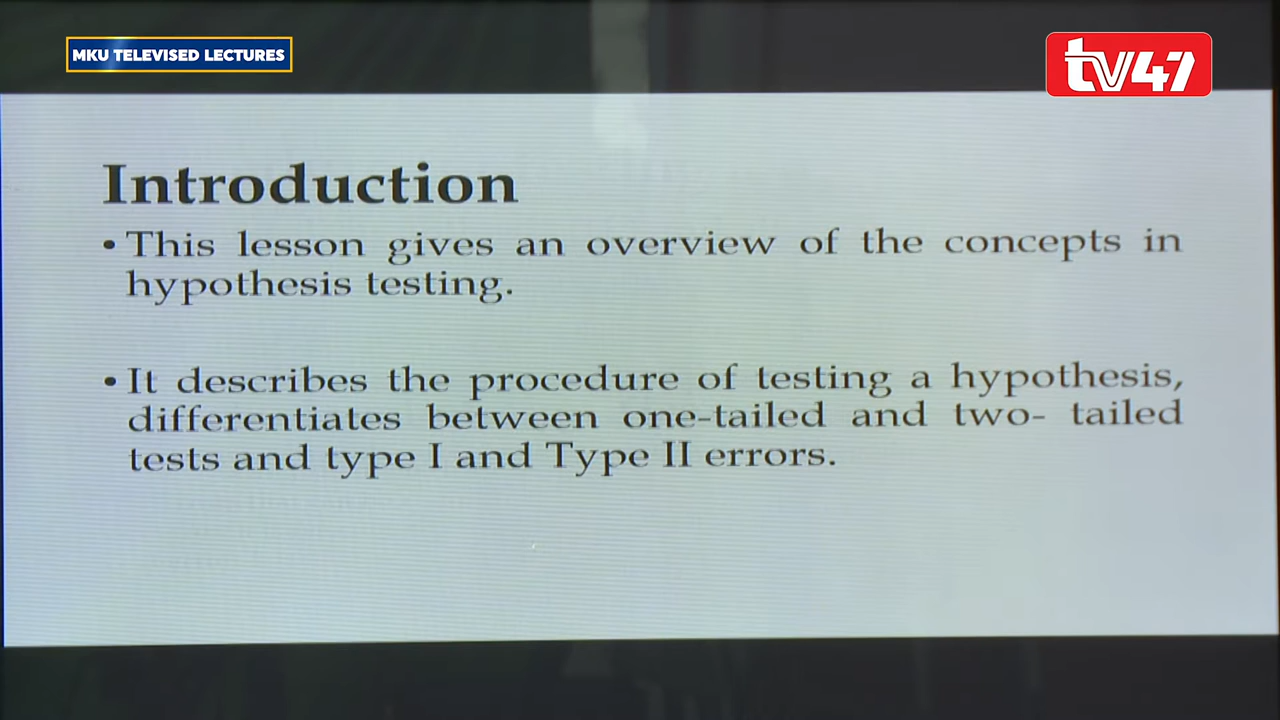 MKU TELEVISED LECTURES
tv47
Introduction
• This lesson gives an overview of the concepts in
hypothesis testing.
• It describes the procedure of testing a hypothesis,
differentiates between one-tailed and two- tailed
tests and type I and Type II errors.